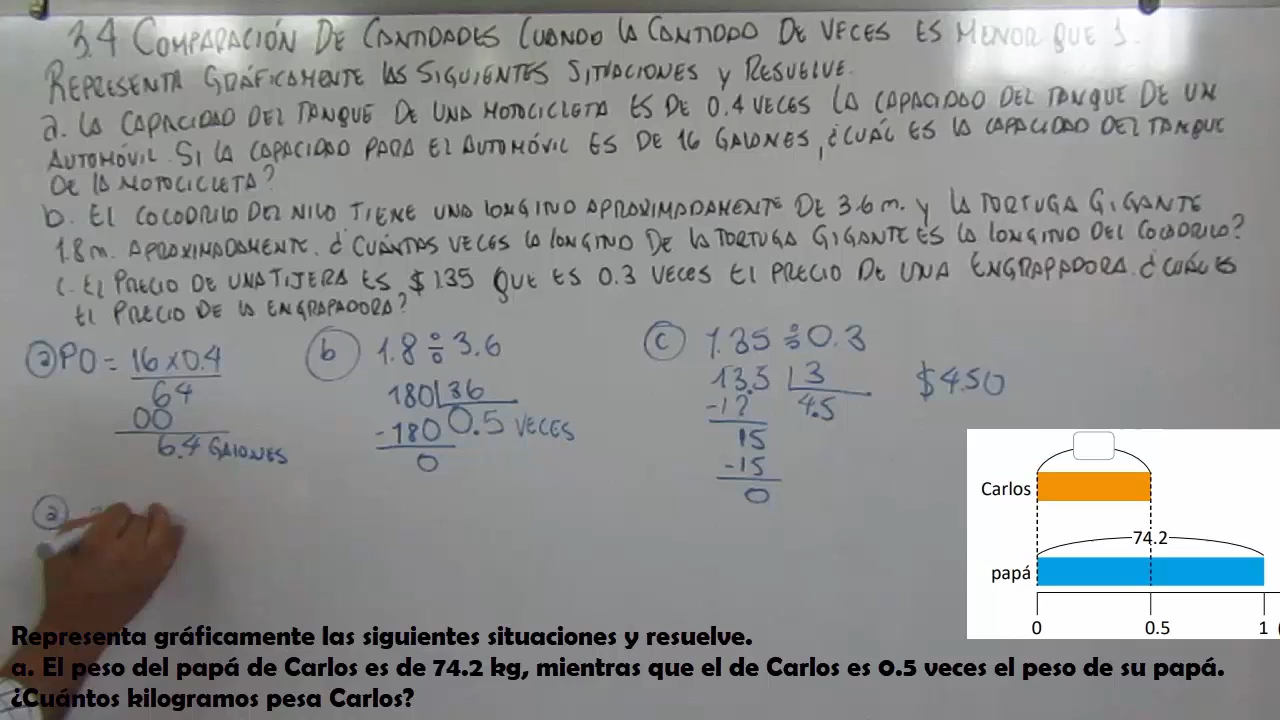 3.4 COMPARACIÓN DE CANTIDADES CUANDO LA CANTIDAD DE VECES ES MENOR QUE 1.
REPRESENTA GRÁFICAMENTE LAS SIGUIENTES SITUACIONES Y RESUELVE.
a. LA CAPACIDAD DEL TANQUE DE UNA MOTOCICLETA ES DE 0.4 VECES LA CAPACIDAD DEL TANQUE DE UN
AUTOMÓVIL. SI LA CAPACIDAD PARA EL AUTOMÓVIL ES DE 16 GALONES, ¿CUÁL ES LA CAPACIDAD DEL TANQUE
DE LA MOTOCICLETA?
b. EL COCODRILO DEL NILO TIENE UNA LONGITUD APROXIMADAMENTE DE 3.6 m. Y LA TORTUGA GIGANTE
1.8 m. APROXIMADAMENTE. ¿CUÁNTAS VECES LA LONGITUD DE LA TORTUGA GIGANTE ES LA LONGITUD DEL COCODRILO?
c. EL PRECIO DE UNA TIJERA ES $1.35 QUE ES 0.3 VECES EL PRECIO DE UNA ENGRAPADORA. ¿CUÁL ES
EL PRECIO DE LA ENGRAPADORA?
a PO = 16 x 0.4
64
00
6.4 GALONES
b 1.8 ÷ 3.6
180 36
-180 0.5 VECES
0
c 1.35 ÷ 0.3
13.5 3
-12 4.5
15
-15
0
$4.50
a
Carlos
74.2
papá
0 0.5 1
Representa gráficamente las siguientes situaciones y resuelve.
a. El peso del papá de Carlos es de 74.2 kg, mientras que el de Carlos es 0.5 veces el peso de su papá.
¿Cuántos kilogramos pesa Carlos?